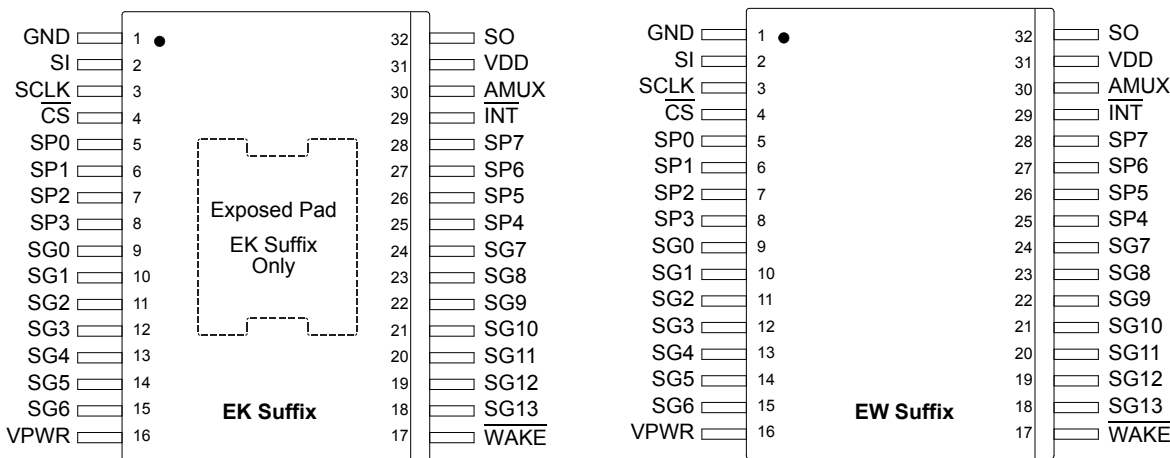 GND 1 32 SO
SI 2 31 VDD
SCLK 3 30 AMUX
CS 4 29 INT
SP0 5 28 SP7
SP1 6 27 SP6
SP2 7 26 SP5
SP3 8 25 SP4
SG0 9 24 SG7
SG1 10 23 SG8
SG2 11 22 SG9
SG3 12 21 SG10
SG4 13 20 SG11
SG5 14 19 SG12
SG6 15 18 SG13
VPWR 16 17 WAKE
Exposed Pad
EK Suffix
Only
EK Suffix
GND 1 32 SO
SI 2 31 VDD
SCLK 3 30 AMUX
CS 4 29 INT
SP0 5 28 SP7
SP1 6 27 SP6
SP2 7 26 SP5
SP3 8 25 SP4
SG0 9 24 SG7
SG1 10 23 SG8
SG2 11 22 SG9
SG3 12 21 SG10
SG4 13 20 SG11
SG5 14 19 SG12
SG6 15 18 SG13
VPWR 16 17 WAKE
EW Suffix